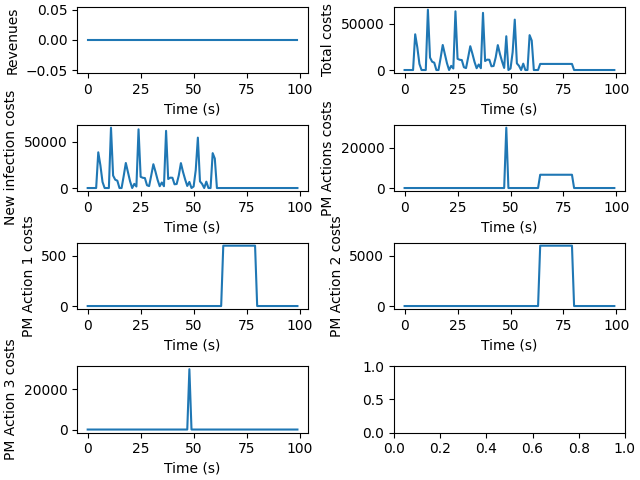 Revenues
0.05
0.00
−0.05
0 25 50 75 100
Time (s)
Total costs
50000
0
0 25 50 75 100
Time (s)
New infection costs
50000
0
0 25 50 75 100
Time (s)
PM Actions costs
20000
0
0 25 50 75 100
Time (s)
PM Action 1 costs
500
0
0 25 50 75 100
Time (s)
PM Action 2 costs
5000
0
0 25 50 75 100
Time (s)
PM Action 3 costs
20000
0
0 25 50 75 100
Time (s)
1.0
0.5
0.0
0.0 0.2 0.4 0.6 0.8 1.0